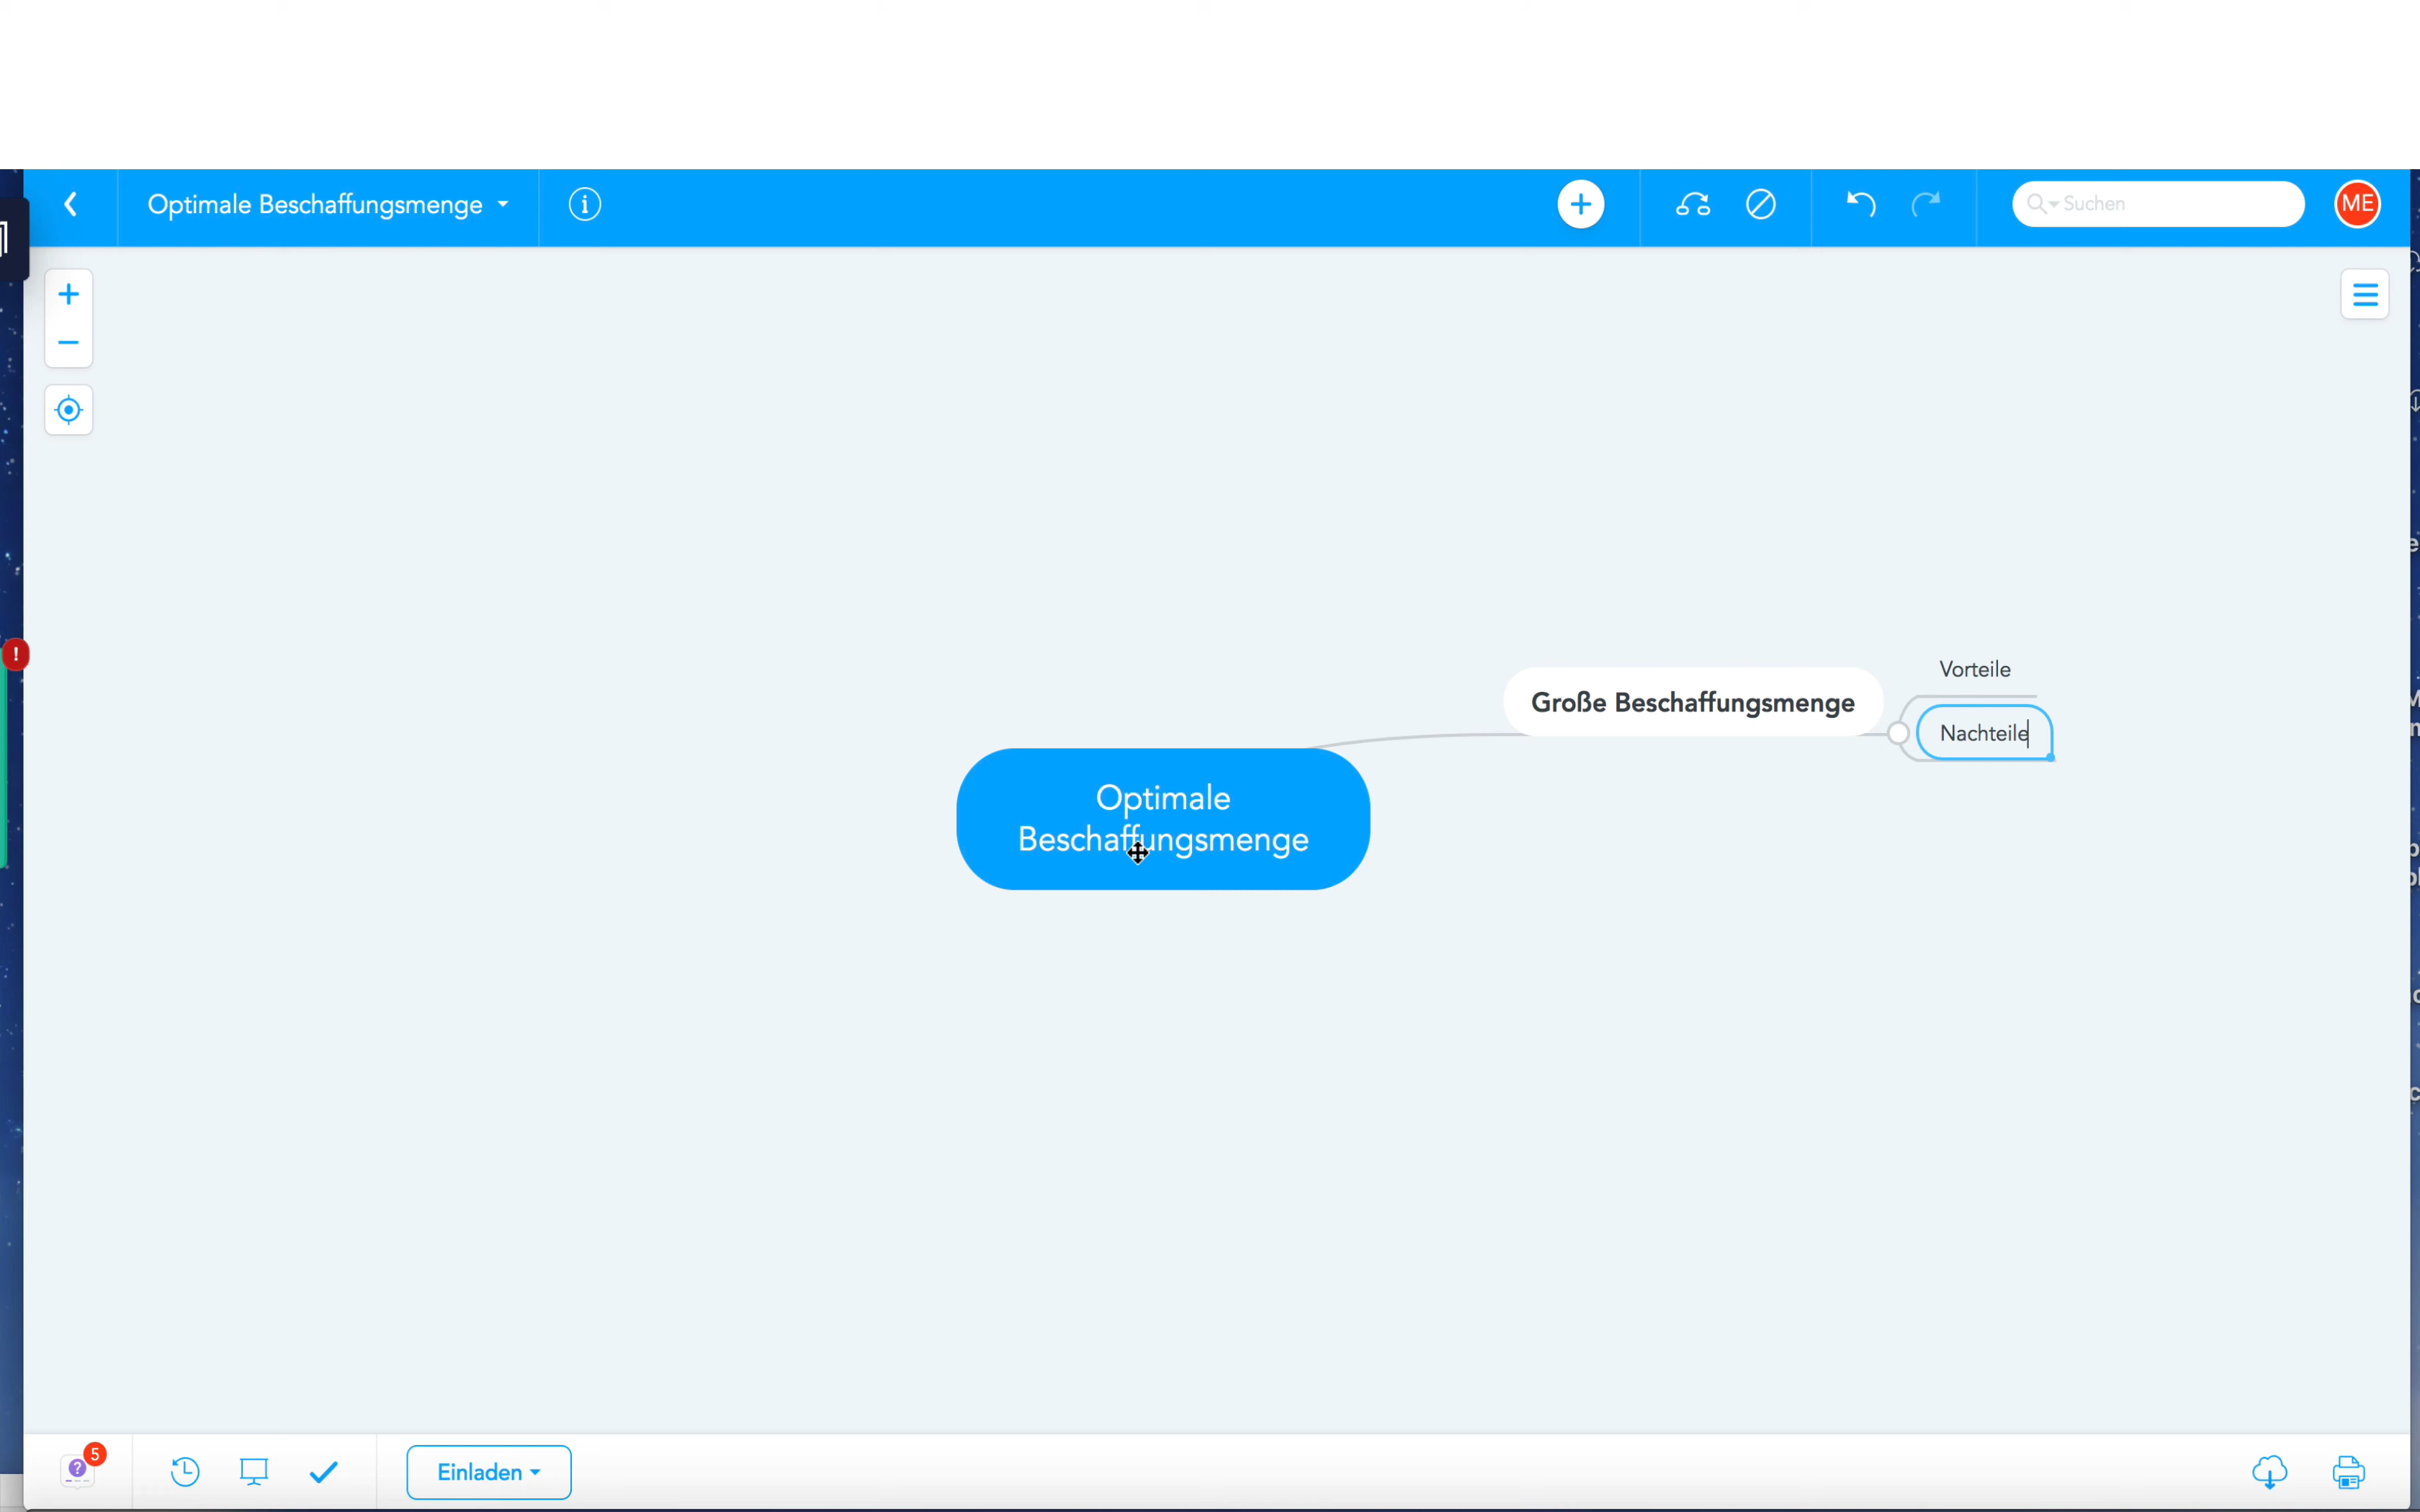 Optimale Beschaffungsmenge
Suchen
ME
Vorteile
Große Beschaffungsmenge
Nachteile
Optimale
Beschaffungsmenge
5
Einladen